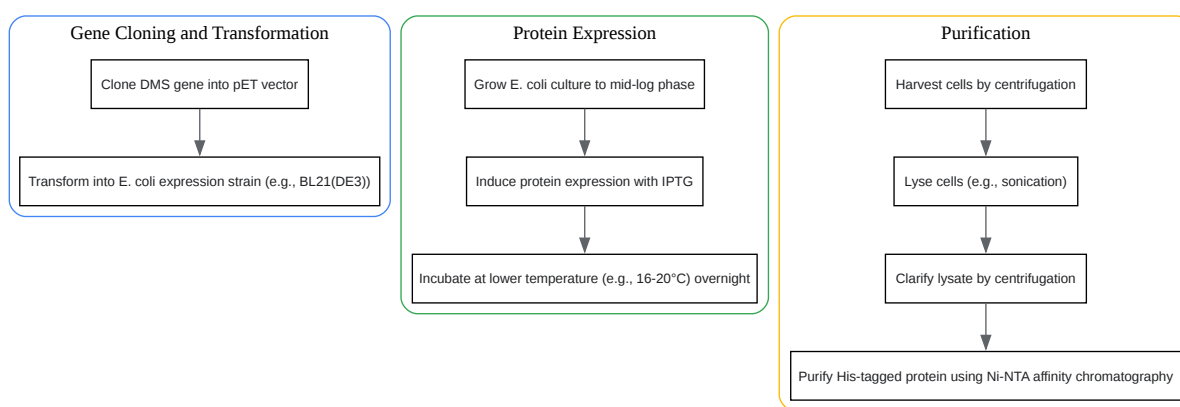 Gene Cloning and Transformation
Clone DMS gene into pET vector
Transform into E. coli expression strain (e.g., BL21(DE3))
Protein Expression
Grow E. coli culture to mid-log phase
Induce protein expression with IPTG
Incubate at lower temperature (e.g., 16-20°C) overnight
Purification
Harvest cells by centrifugation
Lyse cells (e.g., sonication)
Clarify lysate by centrifugation
Purify His-tagged protein using Ni-NTA affinity chromatography